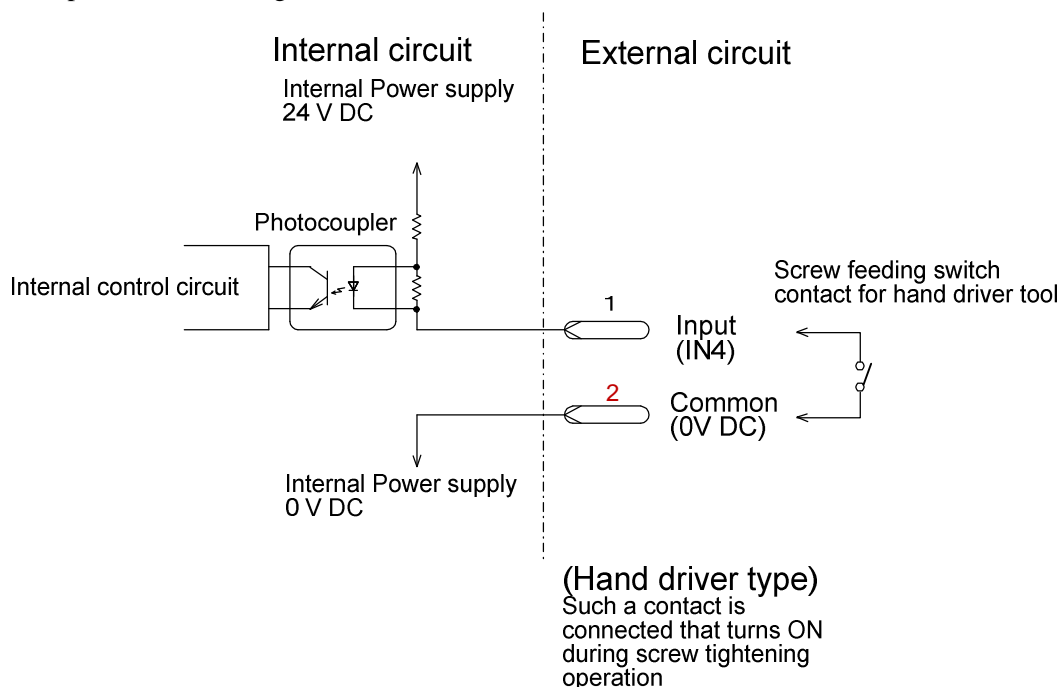 Internal circuit
External circuit
Internal Power supply
24 V DC
Photocoupler
Internal control circuit
Screw feeding switch
contact for hand driver tool
1
Input
(IN4)
2
Common
(0V DC)
Internal Power supply
0 V DC
(Hand driver type)
Such a contact is
connected that turns ON
during screw tightening
operation